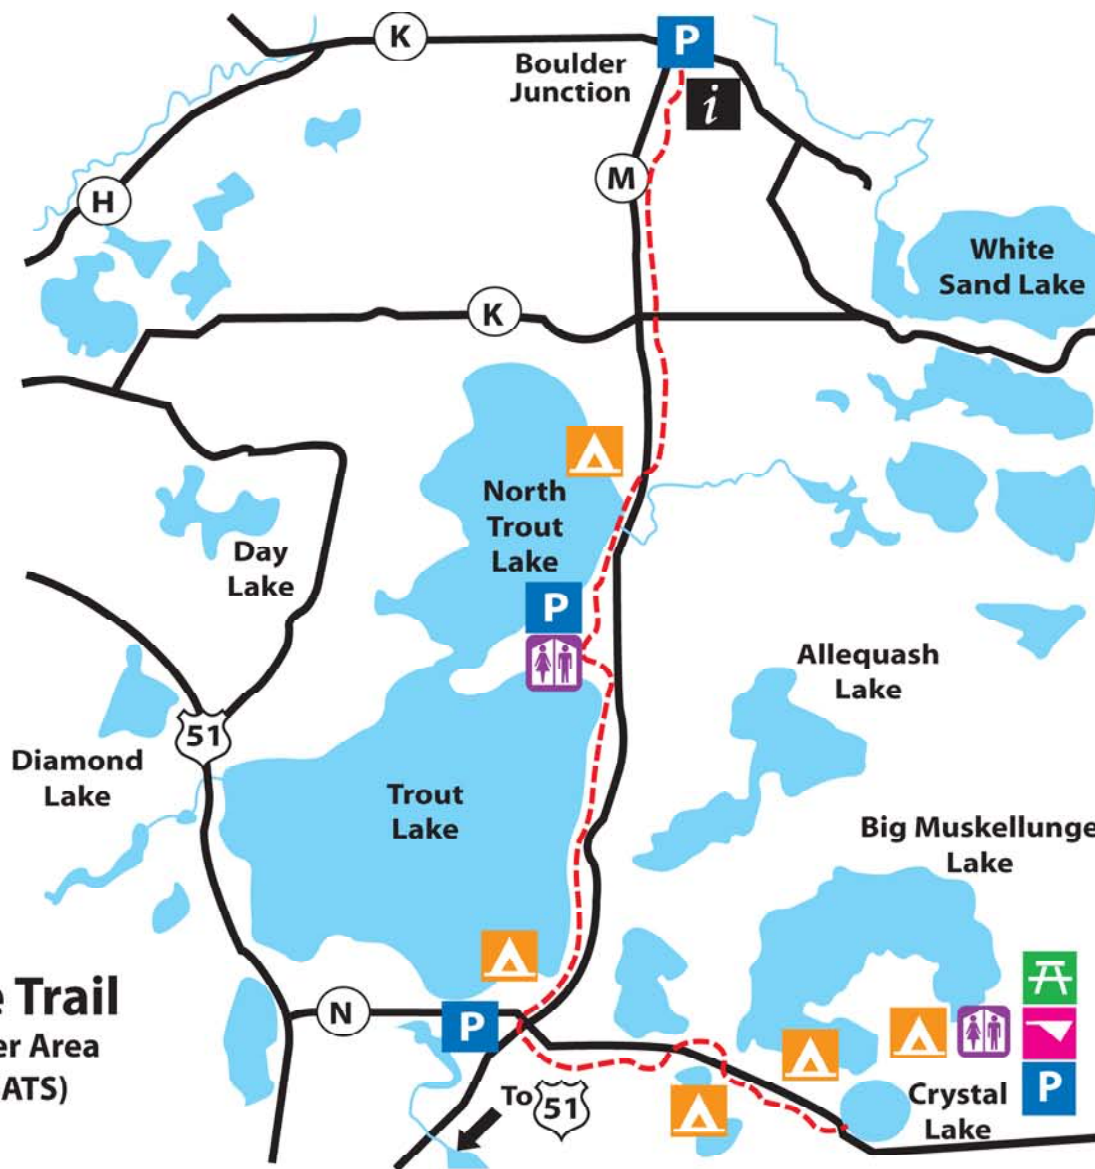 K
P
Boulder
Junction
i
M
H
White
Sand Lake
K
North
Trout
Lake
Day
Lake
P
Allequash
Lake
51
Diamond
Lake
Trout
Lake
Big Muskellunge
Lake
e Trail
er Area
ATS)
N
P
To 51
Crystal
Lake
P